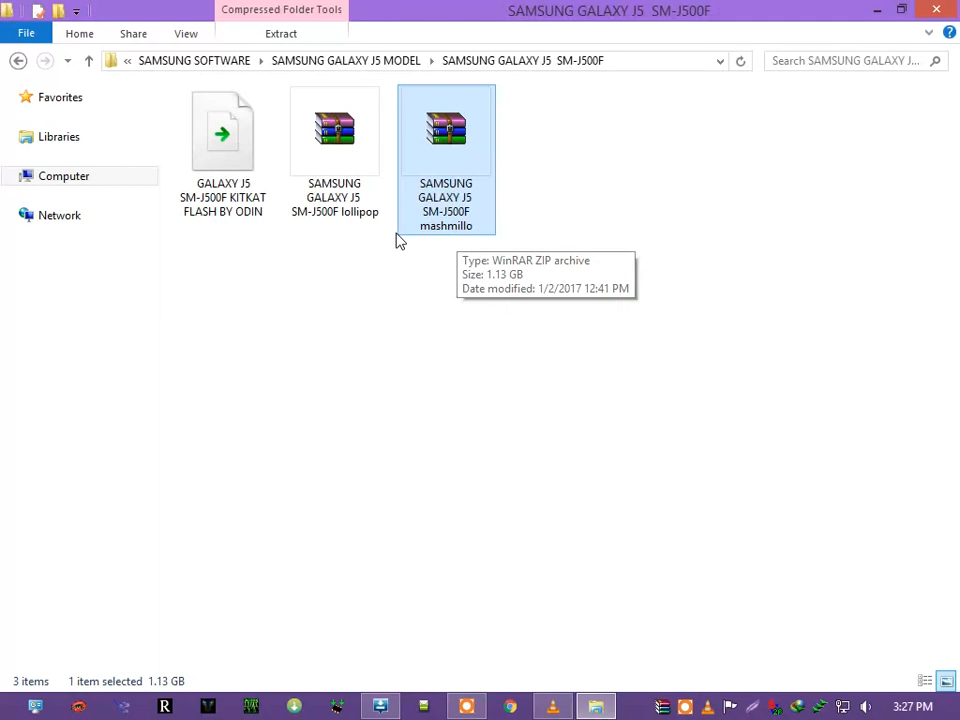 Compressed Folder Tools
SAMSUNG GALAXY J5  SM-J500F
File
Home
Share
View
Extract
«
SAMSUNG SOFTWARE
SAMSUNG GALAXY J5 MODEL
SAMSUNG GALAXY J5  SM-J500F
Search SAMSUNG GALAXY J...
Favorites
Libraries
Computer
Network
GALAXY J5
SM-J500F KITKAT
FLASH BY ODIN
SAMSUNG
GALAXY J5
SM-J500F lollipop
SAMSUNG
GALAXY J5
SM-J500F
mashmillo
Type: WinRAR ZIP archive
Size: 1.13 GB
Date modified: 1/2/2017 12:41 PM
3 items
1 item selected  1.13 GB
R
3:27 PM